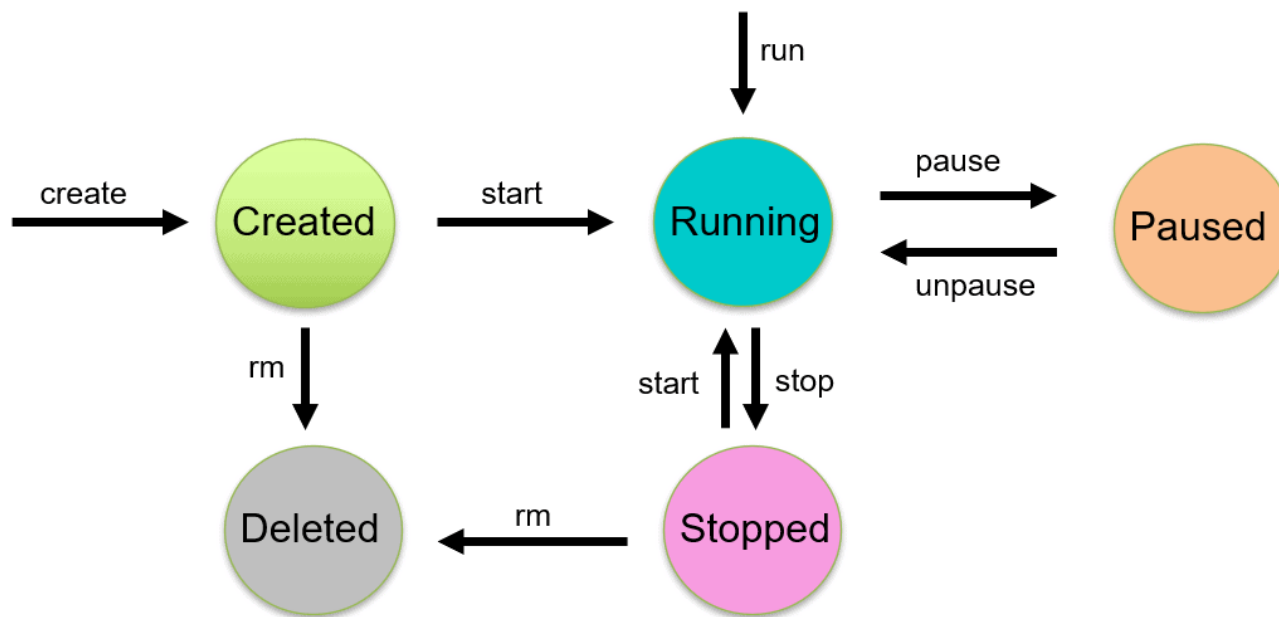 run
create
Created
start
Running
pause
Paused
unpause
rm
start
stop
Deleted
rm
Stopped